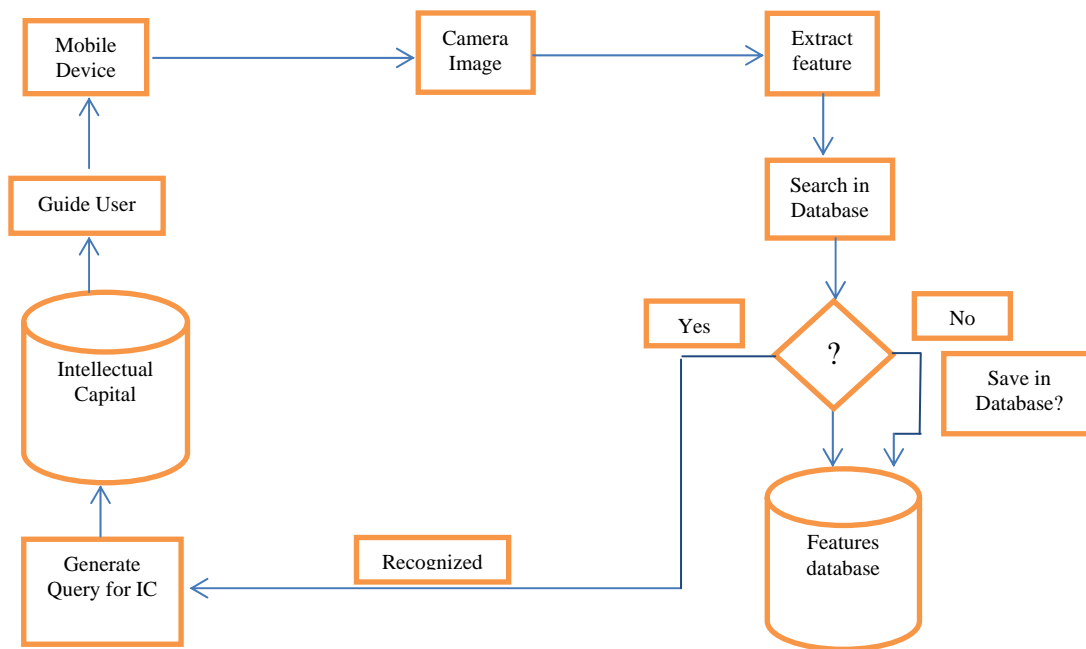 Mobile
Device
Camera
Image
Extract
feature
Guide User
Search in
Database
Yes
No
?
Save in
Database?
Intellectual
Capital
Features
database
Recognized
Generate
Query for IC